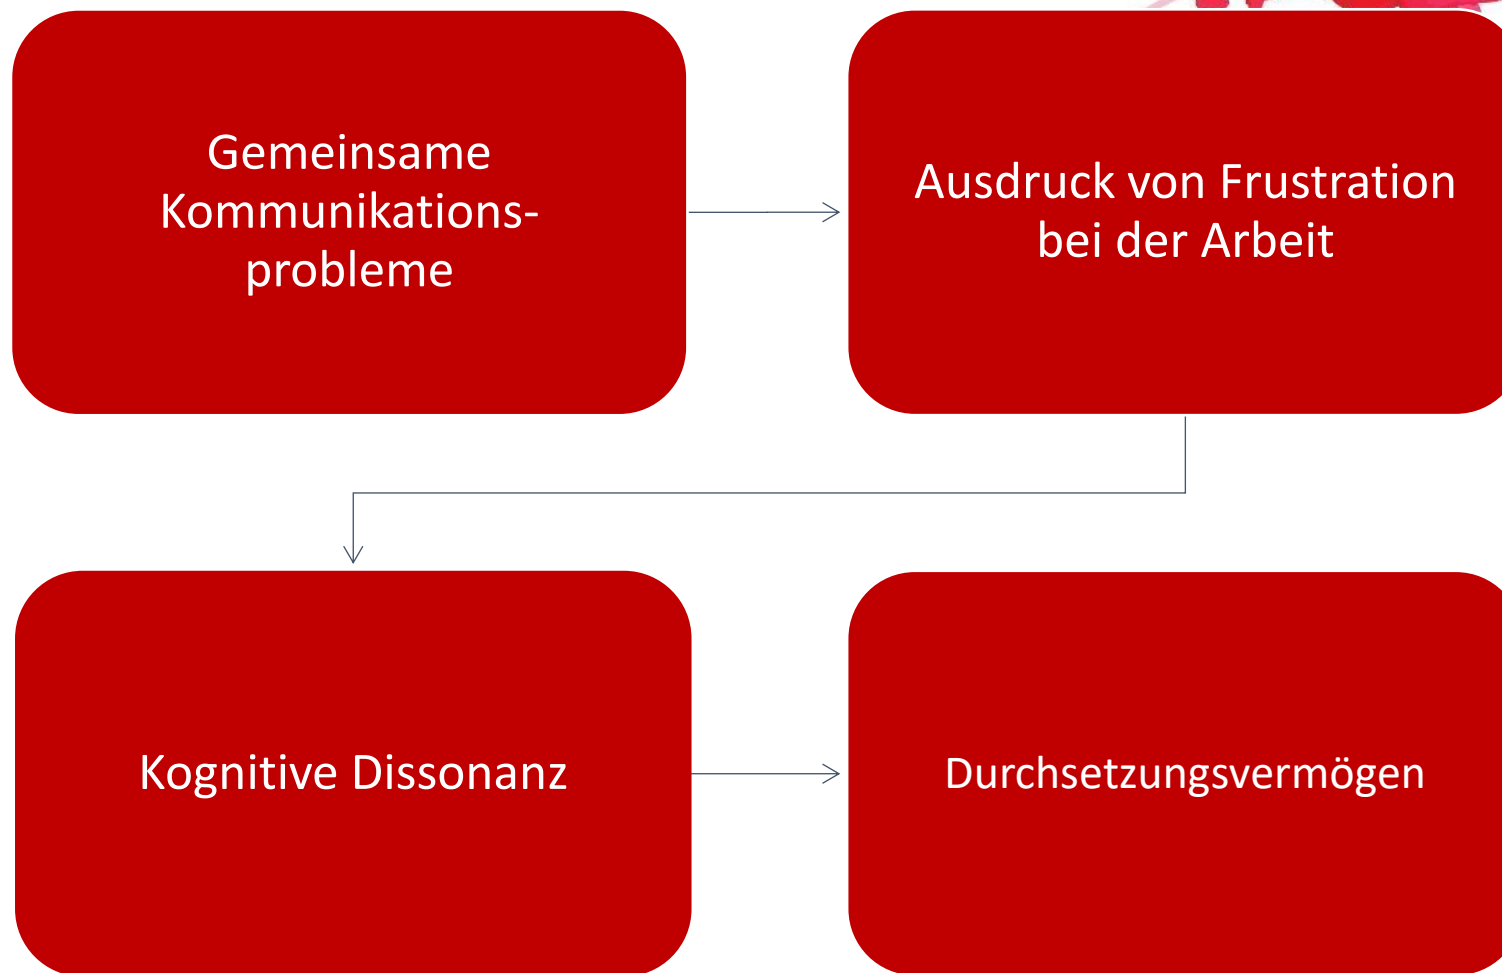 Gemeinsame
Kommunikations-
probleme
Ausdruck von Frustration
bei der Arbeit
Kognitive Dissonanz
Durchsetzungsvermögen